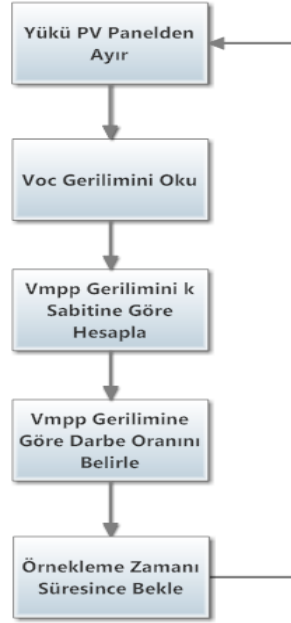 Yükü PV Panelden
Ayır
Voc Gerilimini Oku
Vmpp Gerilimini k
Sabitine Göre
Hesapla
Vmpp Gerilimine
Göre Darbe Oranını
Belirle
Örnekleme Zamanı
Süresince Bekle